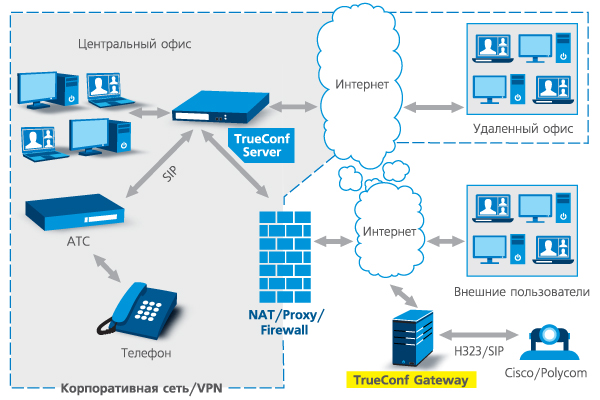 Центральный офис
Интернет
Удаленный офис
TrueConf
Server
SIP
АТС
Интернет
Внешние пользователи
NAT/Proxy/
Firewall
Телефон
TrueConf Gateway
H323/SIP
Cisco/Polycom
Корпоративная сеть/VPN